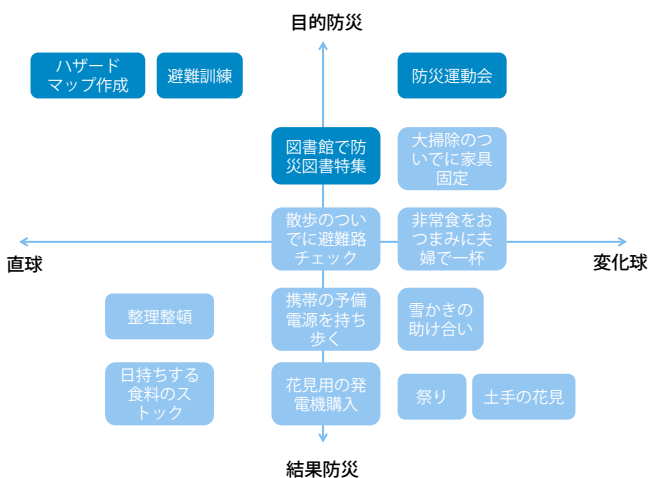 目的防災
ハザード
マップ作成
避難訓練
防災運動会
図書館で防
災図書特集
大掃除のつ
いでに家具
固定
散歩のつい
でに避難路
チェック
非常食をお
つまみに夫
婦で一杯
直球
変化球
整理整頓
携帯の予備
電源を持ち
歩く
雪かきの
助け合い
日持ちする
食料のス
トック
花見用の発
電機購入
祭り
土手の花見
結果防災